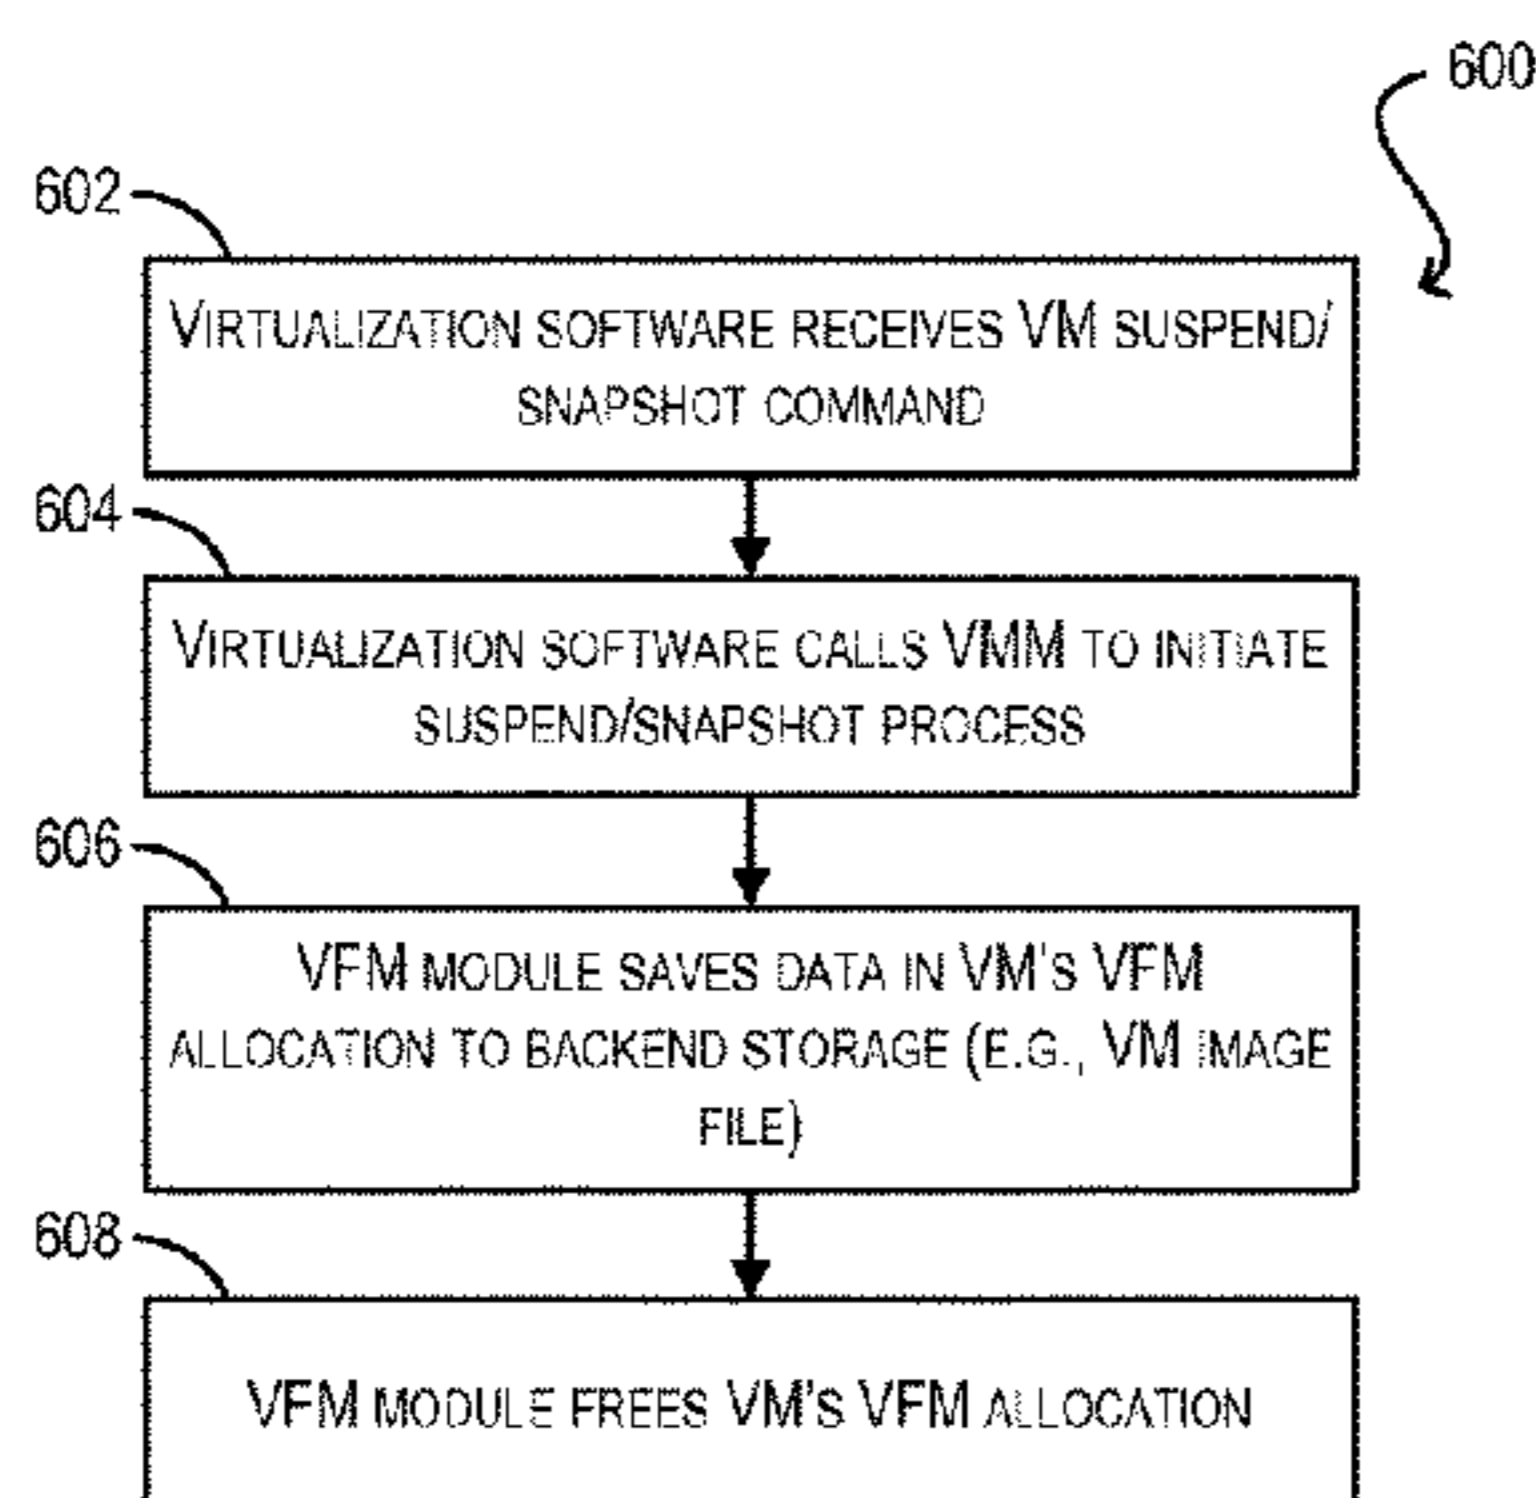 600
602
VIRTUALIZATION SOFTWARE RECEIVES VM SUSPEND/
SNAPSHOT COMMAND
604
VIRTUALIZATION SOFTWARE CALLS VMM TO INITIATE
SUSPEND/SNAPSHOT PROCESS
606
VFM MODULE SAVES DATA IN VM'S VFM
ALLOCATION TO BACKEND STORAGE (E.G., VM IMAGE
FILE)
608
VFM MODULE FREES VM'S VFM ALLOCATION